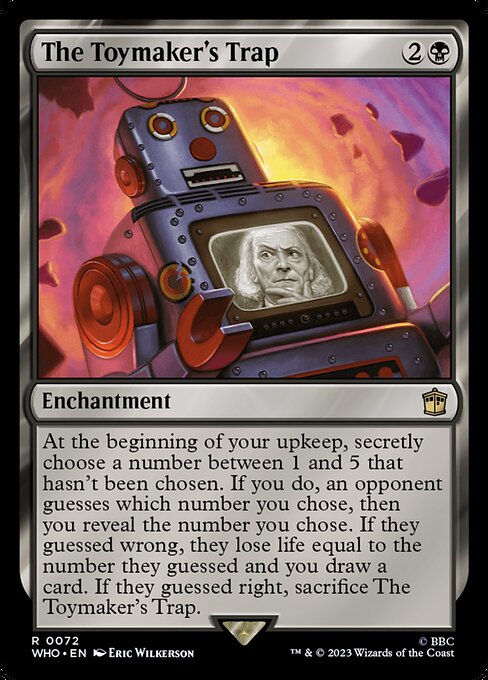 The Toymaker's Trap 2
Enchantment
At the beginning of your upkeep, secretly
choose a number between 1 and 5 that
hasn't been chosen. If you do, an opponent
guesses which number you chose, then
you reveal the number you chose. If they
guessed wrong, they lose life equal to the
number they guessed and you draw a
card. If they guessed right, sacrifice The
Toymaker's Trap.
R 0072 © BBC
WHO • EN Eric Wilkerson ™ & © 2023 Wizards of the Coast